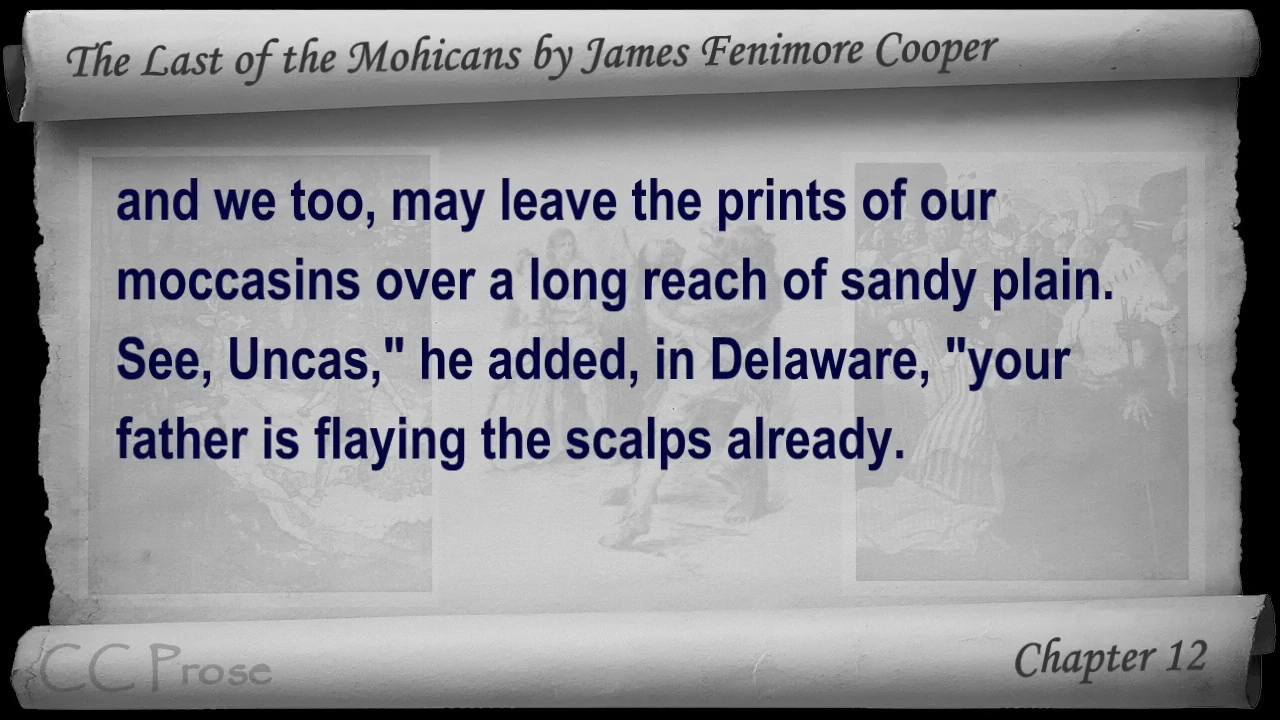 The Last of the Mohicans by James Fenimore Cooper
and we too, may leave the prints of our
moccasins over a long reach of sandy plain.
See, Uncas," he added, in Delaware, "your
father is flaying the scalps already.
CC Prose
Chapter 12